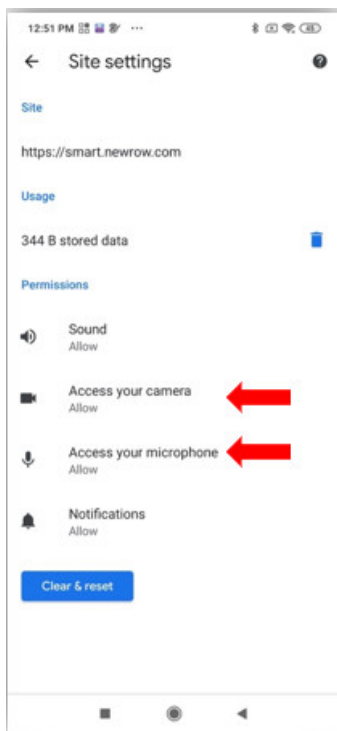 12:51 PM
Site settings
Site
https://smart.newrow.com
Usage
344 B stored data
Permissions
Sound
Allow
Access your camera
Allow
Access your microphone
Allow
Notifications
Allow
Clear & reset